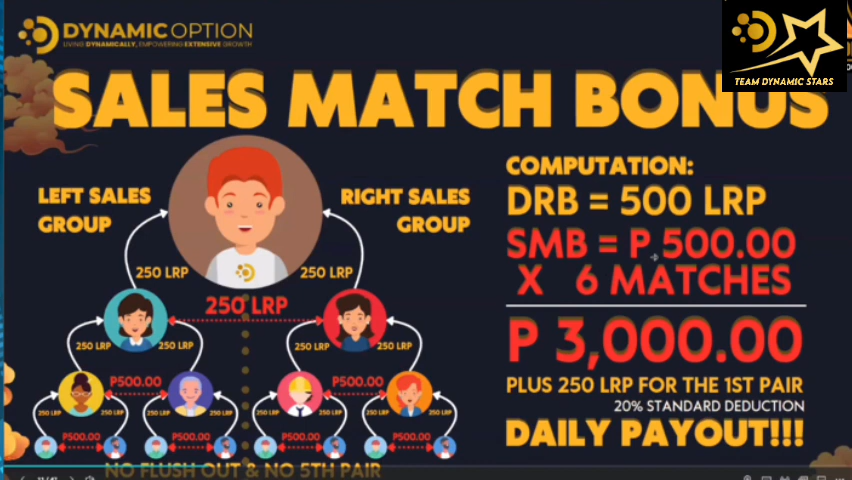 DYNAMIC OPTION
LIVING DYNAMICALLY, EMPOWERING EXTENSIVE GROWTH
TEAM DYNAMIC STARS
SALES MATCH BONUS
LEFT SALES
GROUP
RIGHT SALES
GROUP
250 LRP
250 LRP
250 LRP
250 LRP
250 LRP
250 LRP
250 LRP
P500.00
P500.00
250 LRP
250 LRP
250 LRP
250 LRP
250 LRP
250 LRP
250 LRP
250 LRP
P500.00
P500.00
P500.00
P500.00
NO FLUSH OUT & NO 5TH PAIR
COMPUTATION:
DRB = 500 LRP
SMB = P 500.00
X 6 MATCHES
P 3,000.00
PLUS 250 LRP FOR THE 1ST PAIR
20% STANDARD DEDUCTION
DAILY PAYOUT!!!